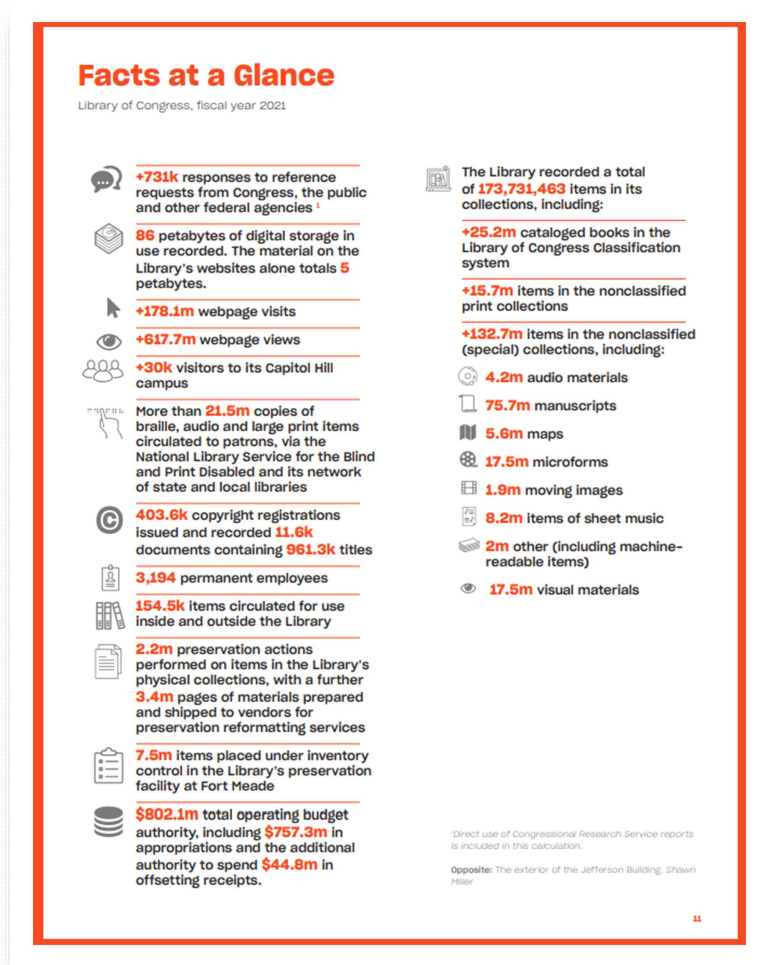 Facts at a Glance
Library of Congress, fiscal year 2021
+731k responses to reference
requests from Congress, the public
and other federal agencies ¹
86 petabytes of digital storage in
use recorded. The material on the
Library's websites alone totals 5
petabytes.
+178.1m webpage visits
+617.7m webpage views
+30k visitors to its Capitol Hill
campus
More than 21.5m copies of
braille, audio and large print items
circulated to patrons, via the
National Library Service for the Blind
and Print Disabled and its network
of state and local libraries
403.6k copyright registrations
issued and recorded 11.6k
documents containing 961.3k titles
3,194 permanent employees
154.5k items circulated for use
inside and outside the Library
2.2m preservation actions
performed on items in the Library's
physical collections, with a further
3.4m pages of materials prepared
and shipped to vendors for
preservation reformatting services
7.5m items placed under inventory
control in the Library's preservation
facility at Fort Meade
$802.1m total operating budget
authority, including $757.3m in
appropriations and the additional
authority to spend $44.8m in
offsetting receipts.
The Library recorded a total
of 173,731,463 items in its
collections, including:
+25.2m cataloged books in the
Library of Congress Classification
system
+15.7m items in the nonclassified
print collections
+132.7m items in the nonclassified
(special) collections, including:
4.2m audio materials
75.7m manuscripts
5.6m maps
17.5m microforms
1.9m moving images
8.2m items of sheet music
2m other (including machine-
readable items)
17.5m visual materials
¹Direct use of Congressional Research Service reports
is included in this calculation.
Opposite: The exterior of the Jefferson Building. Shawn
Miller
11